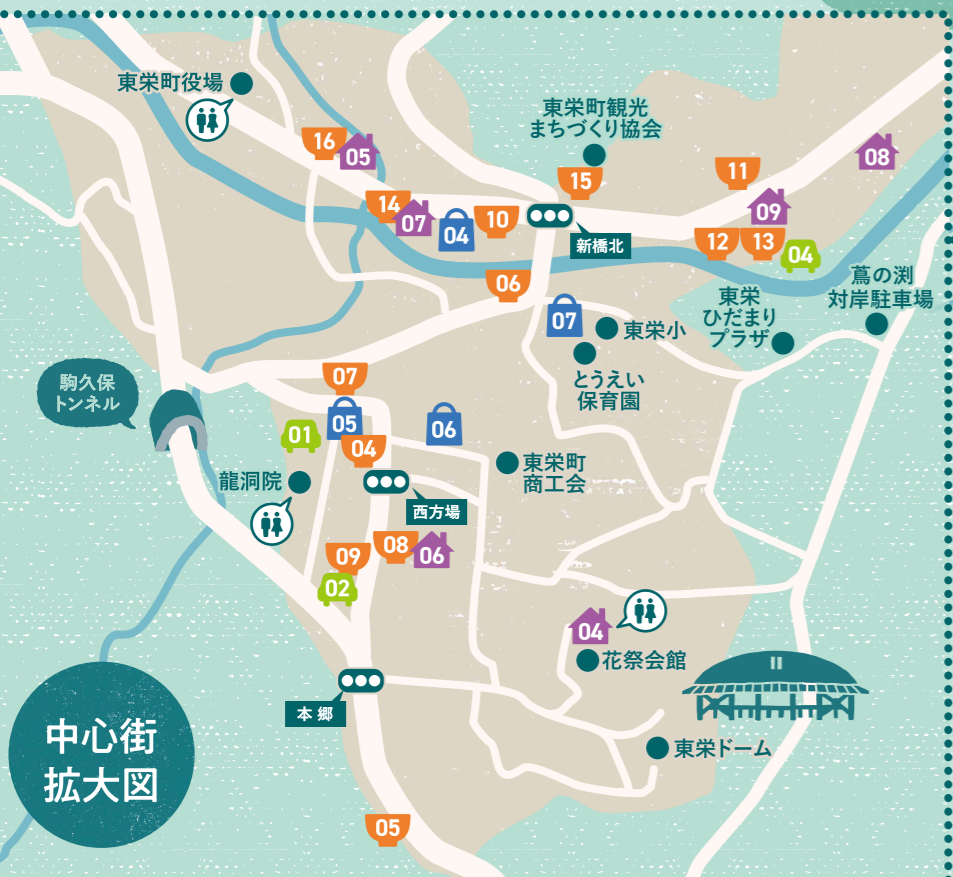 東栄町役場
16
05
東栄町観光
まちづくり協会
15
11
08
09
14
07
04
10
新橋北
12
13
04
06
07
東栄小
とうえい
保育園
東栄
ひだまり
プラザ
蔦の渕
対岸駐車場
駒久保
トンネル
07
05
06
01
04
龍洞院
西方場
東栄町
商工会
09
08
06
02
04
花祭会館
本郷
東栄ドーム
中心街
拡大図
05